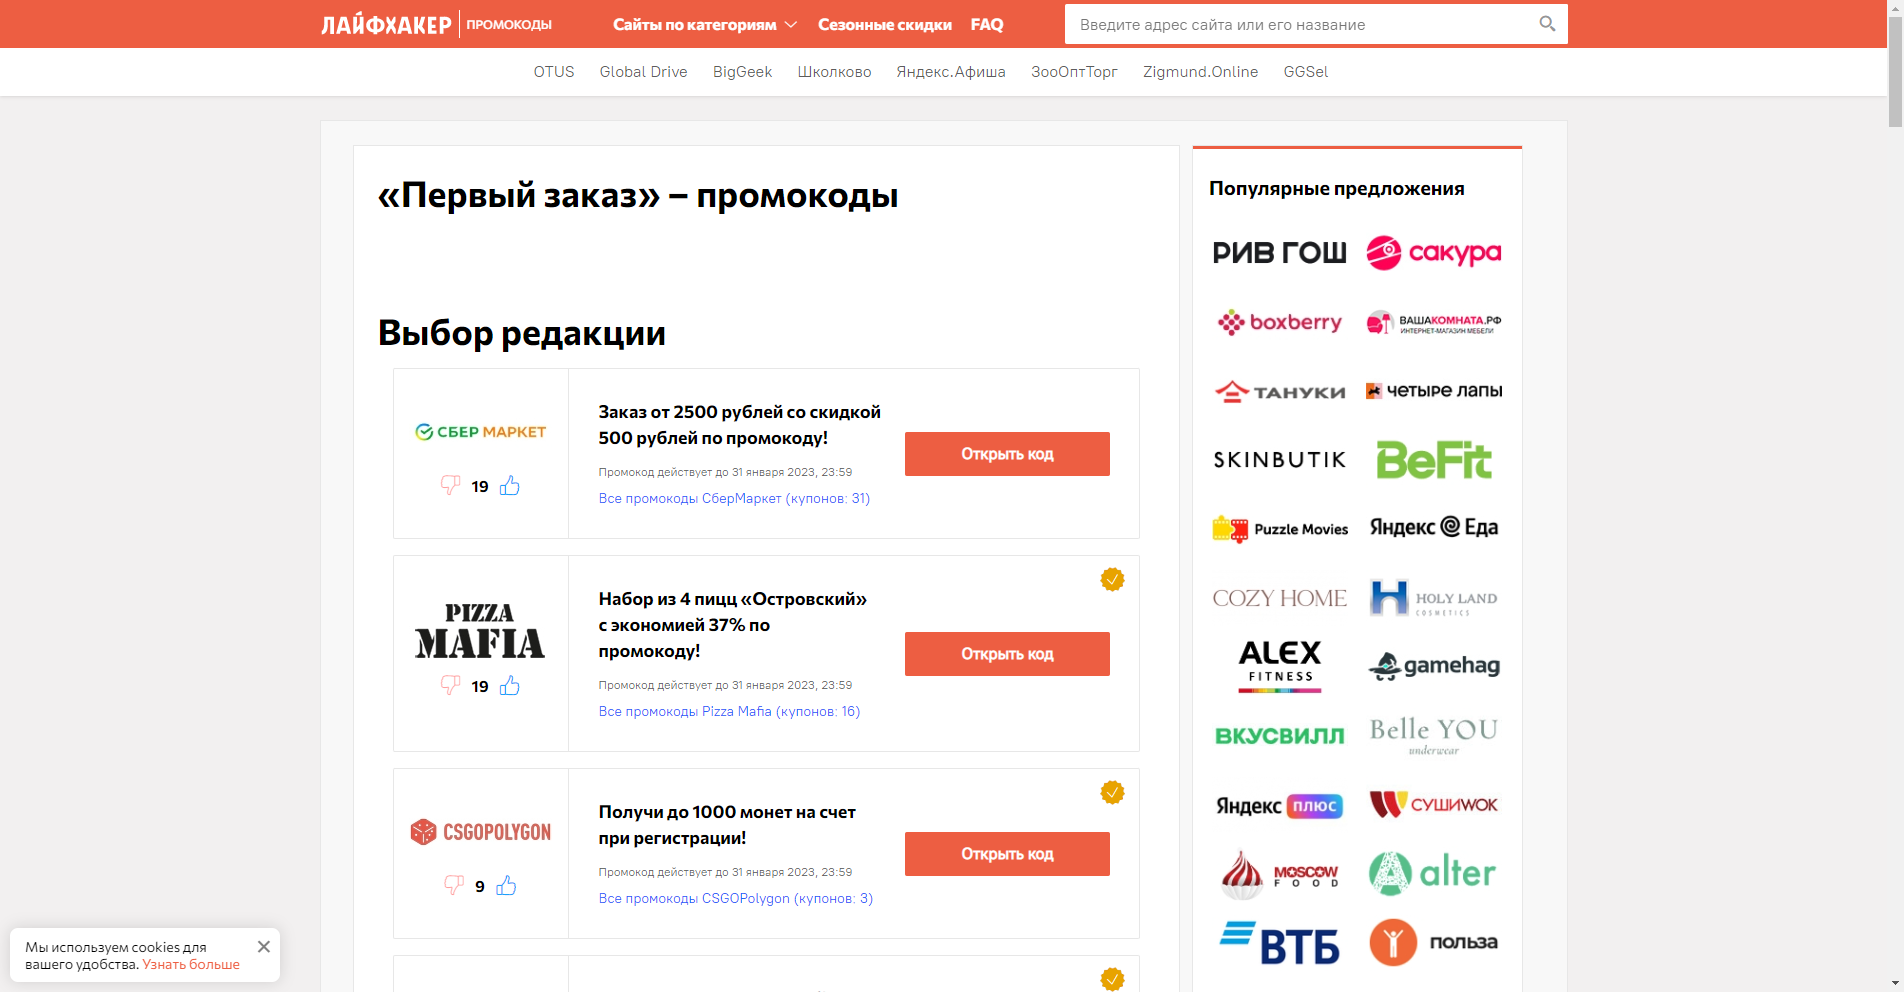 ЛАЙФХАКЕР ПРОМОКОДЫ Сайты по категориям Сезонные скидки FAQ Введите адрес сайта или его название
OTUS Global Drive BigGeek Школково Яндекс.Афиша ЗооОптТорг Zigmund.Online GGSel
«Первый заказ» – промокоды
Выбор редакции
СБЕР МАРКЕТ
19
Заказ от 2500 рублей со скидкой
500 рублей по промокоду!
Промокод действует до 31 января 2023, 23:59
Все промокоды СберМаркет (купонов: 31)
Открыть код
PIZZA
MAFIA
19
Набор из 4 пицц «Островский»
с экономией 37% по
промокоду!
Промокод действует до 31 января 2023, 23:59
Все промокоды Pizza Mafia (купонов: 16)
Открыть код
CSGOPOLYGON
9
Получи до 1000 монет на счет
при регистрации!
Промокод действует до 31 января 2023, 23:59
Все промокоды CSGOPolygon (купонов: 3)
Открыть код
Популярные предложения
РИВ ГОШ сакура
boxberry ВАШАКОМНАТА.РФ
ИНТЕРНЕТ-МАГАЗИН МЕБЕЛИ
ТАНУКИ ЧЕТЫРЕ ЛАПЫ
SKINBUTIK BeFit
Puzzle Movies Яндекс Еда
COZY HOME HOLY LAND
COSMETICS
ALEX
FITNESS
gamehag
ВКУСВИЛЛ Belle YOU
underwear
Яндекс плюс СУШИWOK
MOSCOW
FOOD
alter
ВТБ польза
Мы используем cookies для
вашего удобства. Узнать больше